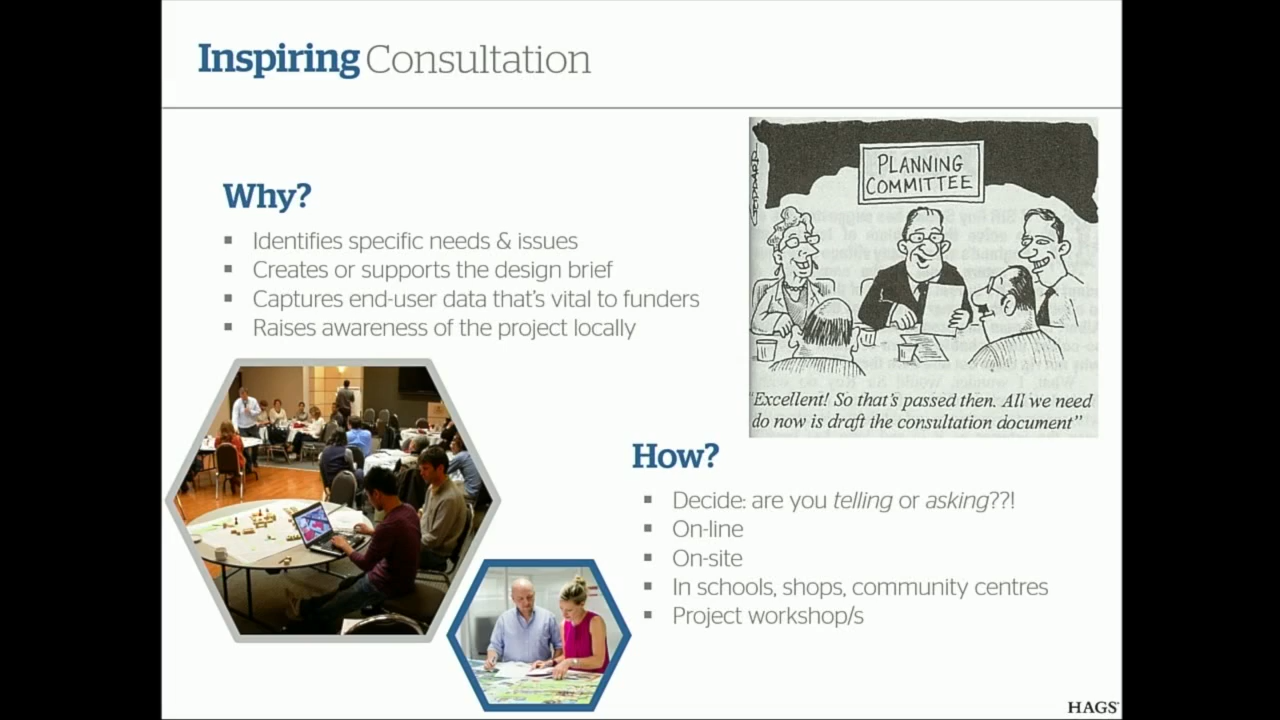 Inspiring Consultation
Why?
▪ Identifies specific needs & issues
▪ Creates or supports the design brief
▪ Captures end-user data that's vital to funders
▪ Raises awareness of the project locally
GEDDARD
PLANNING
COMMITTEE
"Excellent! So that's passed then. All we need
do now is draft the consultation document"
How?
▪ Decide: are you telling or asking??!
▪ On-line
▪ On-site
▪ In schools, shops, community centres
▪ Project workshop/s
HAGS